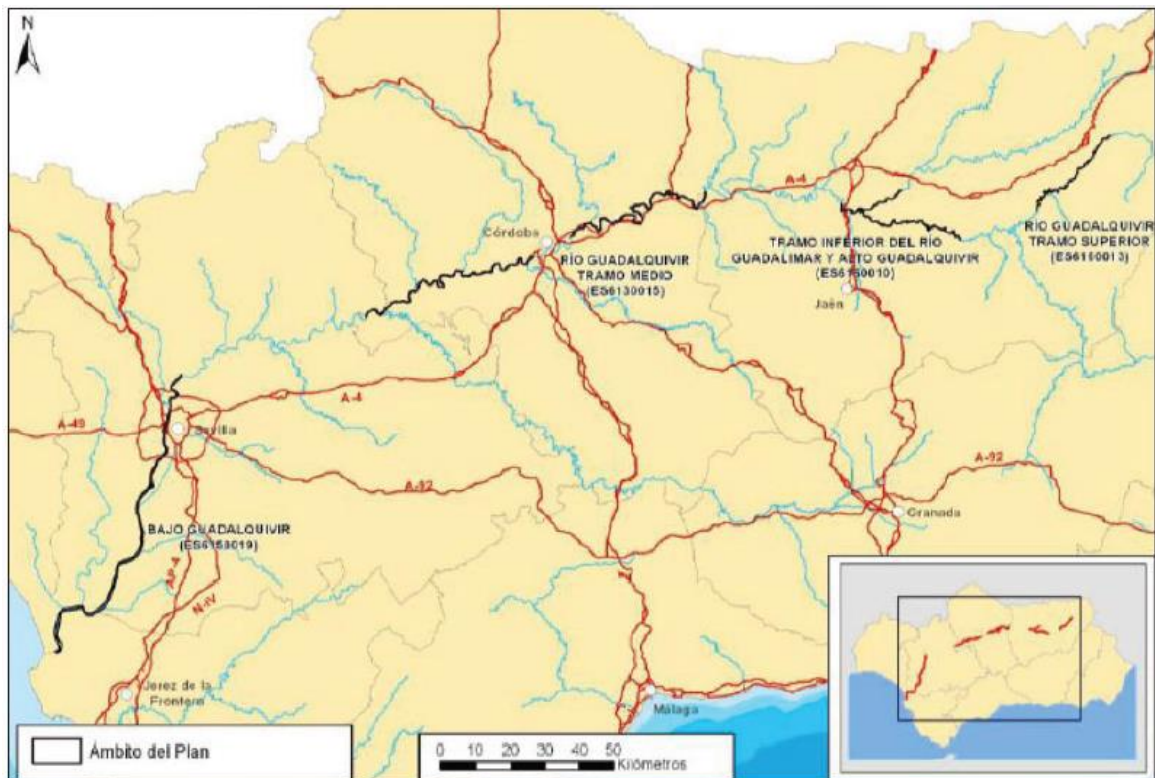 N
A-4
Córdoba
RÍO GUADALQUIVIR
TRAMO MEDIO
(ES6130015)
TRAMO INFERIOR DEL RÍO
GUADALIMAR Y ALTO GUADALQUIVIR
(ES6160010)
RÍO GUADALQUIVIR
TRAMO SUPERIOR
(ES6160013)
Jaén
A-4
A-49
Sevilla
A-92
A-92
Granada
BAJO GUADALQUIVIR
(ES6150019)
AP-4
N-IV
Jerez de la
Frontera
Málaga
Ámbito del Plan
0 10 20 30 40 50
Kilómetros